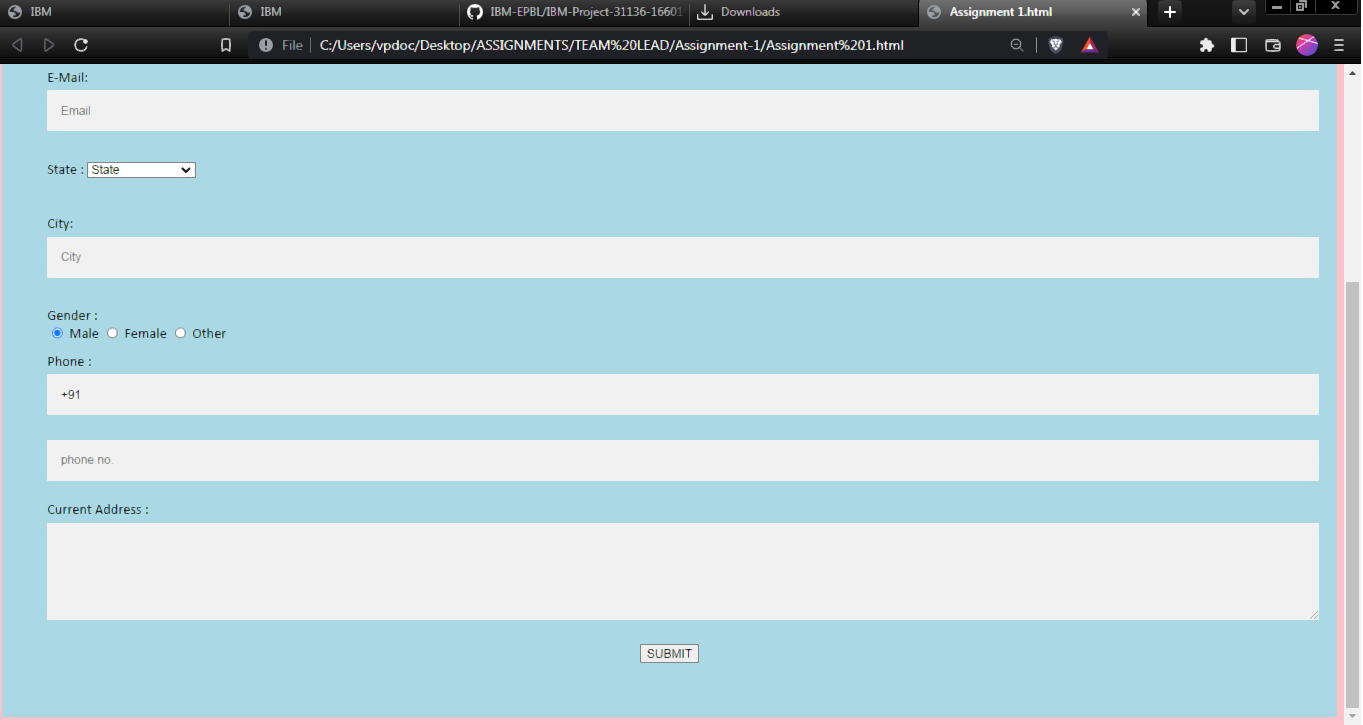 IBM
IBM
IBM-EPBL/IBM-Project-31136-16601
Downloads
Assignment 1.html
File
C:/Users/vpdoc/Desktop/ASSIGNMENTS/TEAM%20LEAD/Assignment-1/Assignment%201.html
E-Mail:
Email
State : State
City:
City
Gender :
Male Female Other
Phone :
+91
phone no.
Current Address :
SUBMIT